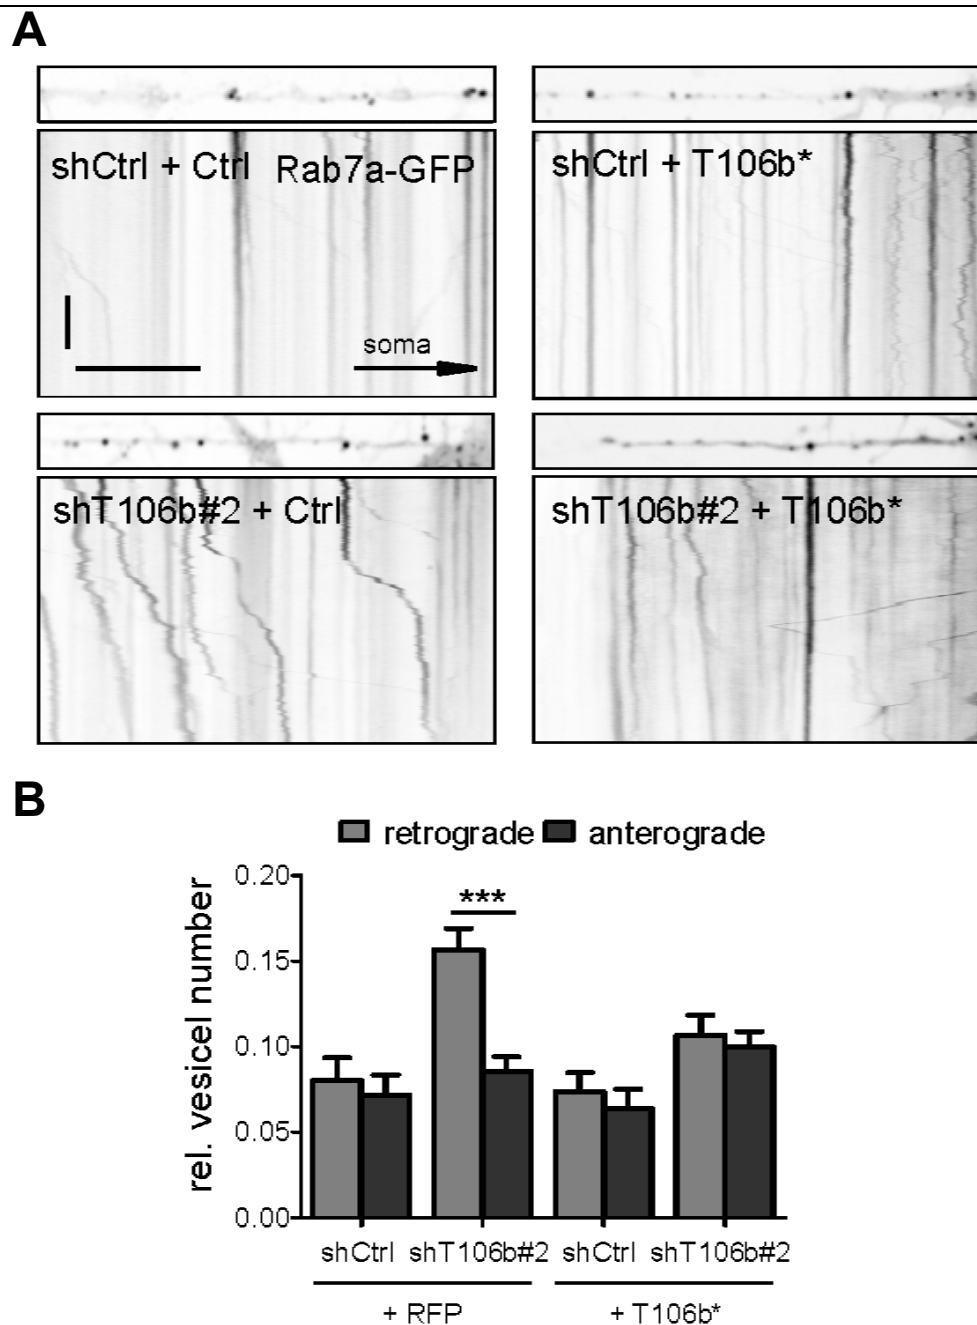 A
shCtrl + Ctrl Rab7a-GFP
shCtrl + T106b*
soma
shT106b#2 + Ctrl
shT106b#2 + T106b*
B
retrograde anterograde
***
rel. vesicel number
0.20
0.15
0.10
0.05
0.00
shCtrl shT106b#2 shCtrl shT106b#2
+ RFP + T106b*